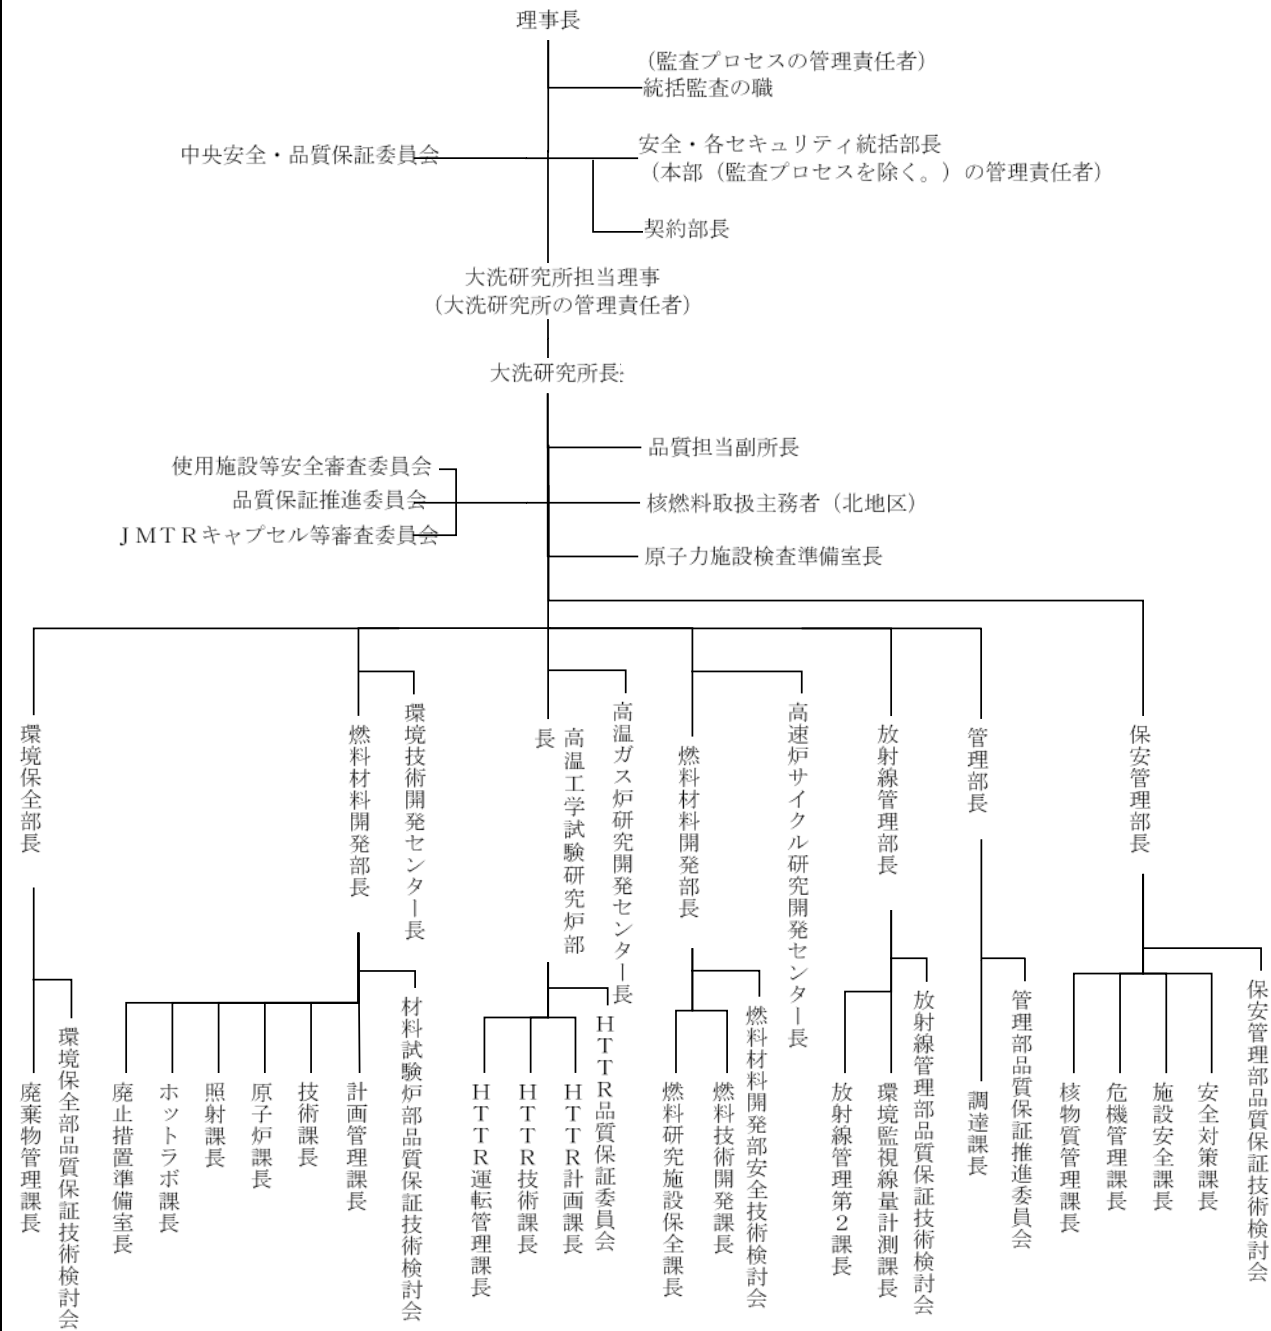 理事長
（監査プロセスの管理責任者）
統括監査の職
中央安全・品質保証委員会
安全・各セキュリティ統括部長
（本部（監査プロセスを除く。）の管理責任者）
契約部長
大洗研究所担当理事
（大洗研究所の管理責任者）
大洗研究所長
品質担当副所長
使用施設等安全審査委員会
品質保証推進委員会
核燃料取扱主務者（北地区）
ＪＭＴＲキャプセル等審査委員会
原子力施設検査準備室長
環境保全部長
燃料材料開発部長
環境技術開発センター長
高温工学試験研究炉部
長
高温ガス炉研究開発センター長
燃料材料開発部長
高速炉サイクル研究開発センター長
放射線管理部長
管理部長
保安管理部長
廃棄物管理課長
環境保全部品質保証技術検討会
廃止措置準備室長
ホットラボ課長
照射課長
原子炉課長
技術課長
計画管理課長
材料試験炉部品質保証技術検討会
ＨＴＴＲ運転管理課長
ＨＴＴＲ技術課長
ＨＴＴＲ計画課長
ＨＴＴＲ品質保証委員会
燃料研究施設保全課長
燃料技術開発課長
燃料材料開発部安全技術検討会
放射線管理第２課長
環境監視線量計測課長
放射線管理部品質保証技術検討会
調達課長
管理部品質保証推進委員会
核物質管理課長
危機管理課長
施設安全課長
安全対策課長
保安管理部品質保証技術検討会